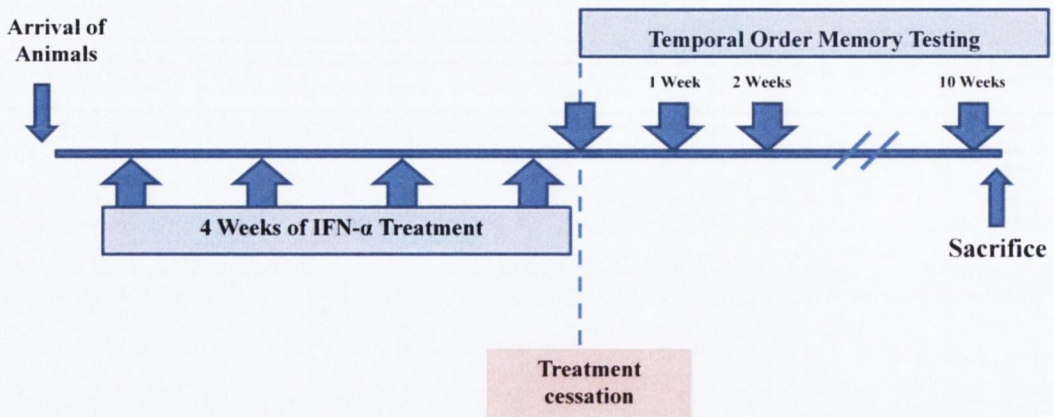 Arrival of
Animals
Temporal Order Memory Testing
1 Week
2 Weeks
10 Weeks
4 Weeks of IFN-α Treatment
Sacrifice
Treatment
cessation